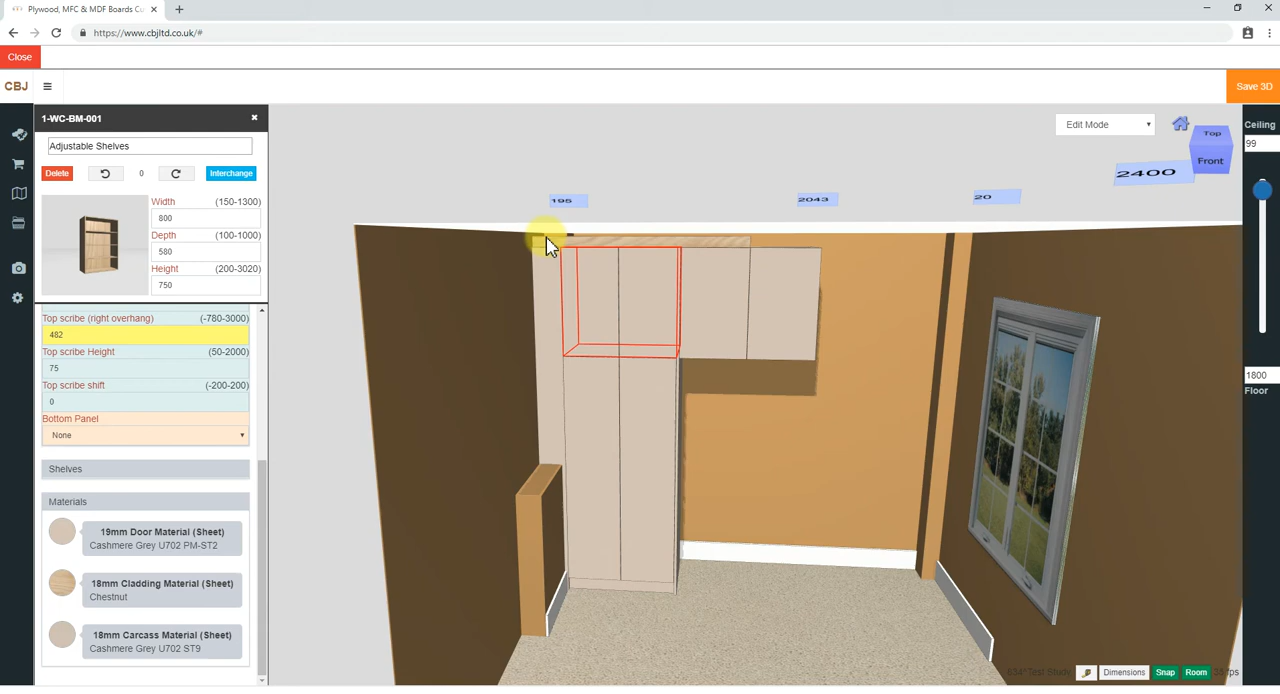 Plywood, MFC & MDF Boards Cu
https://www.cbjltd.co.uk/#
Close
CBJ
Save 3D
1-WC-BM-001
Adjustable Shelves
Delete
0
Interchange
Width (150-1300)
800
Depth (100-1000)
580
Height (200-3020)
750
Top scribe (right overhang) (-780-3000)
482
Top scribe Height (50-2000)
75
Top scribe shift (-200-200)
0
Bottom Panel
None
Shelves
Materials
19mm Door Material (Sheet)
Cashmere Grey U702 PM-ST2
18mm Cladding Material (Sheet)
Chestnut
18mm Carcass Material (Sheet)
Cashmere Grey U702 ST9
Edit Mode
Top
Front
2400
195
2043
20
Ceiling
99
1800
Floor
Test Study
Dimensions
Snap
Room
fps